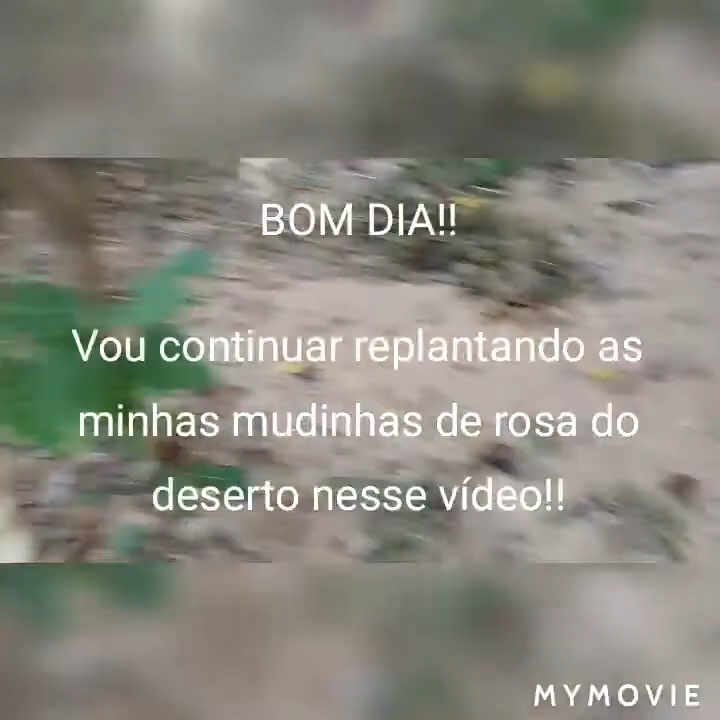 BOM DIA!!
Vou continuar replantando as
minhas mudinhas de rosa do
deserto nesse vídeo!!
MYMOVIE